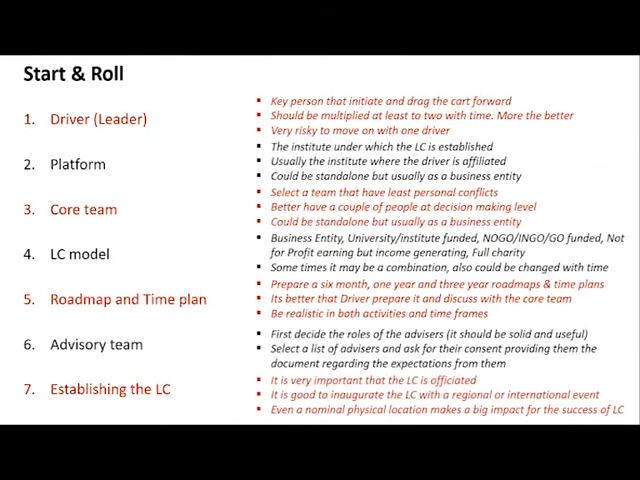 Start & Roll
1. Driver (Leader)
▪ Key person that initiate and drag the cart forward
▪ Should be multiplied at least to two with time. More the better
▪ Very risky to move on with one driver
2. Platform
▪ The institute under which the LC is established
▪ Usually the institute where the driver is affiliated
▪ Could be standalone but usually as a business entity
3. Core team
▪ Select a team that have least personal conflicts
▪ Better have a couple of people at decision making level
▪ Could be standalone but usually as a business entity
4. LC model
▪ Business Entity, University/institute funded, NOGO/INGO/GO funded, Not
for Profit earning but income generating, Full charity
▪ Some times it may be a combination, also could be changed with time
5. Roadmap and Time plan
▪ Prepare a six month, one year and three year roadmaps & time plans
▪ Its better that Driver prepare it and discuss with the core team
▪ Be realistic in both activities and time frames
6. Advisory team
▪ First decide the roles of the advisers (it should be solid and useful)
▪ Select a list of advisers and ask for their consent providing them the
document regarding the expectations from them
7. Establishing the LC
▪ It is very important that the LC is officiated
▪ It is good to inaugurate the LC with a regional or international event
▪ Even a nominal physical location makes a big impact for the success of LC